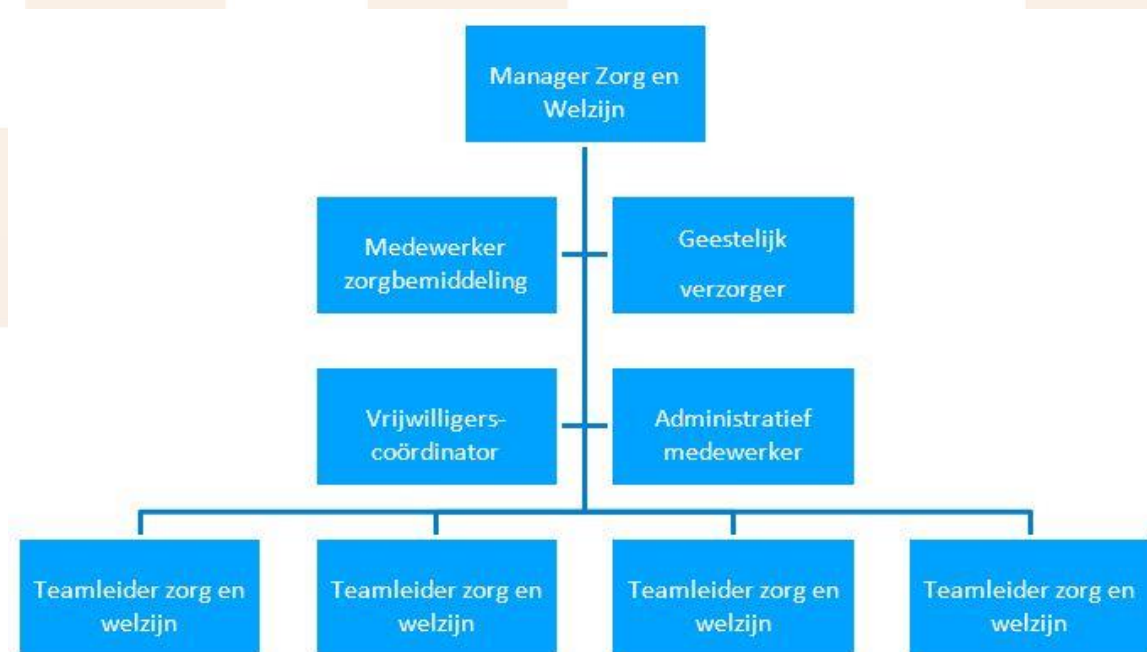 Manager Zorg en
Welzijn
Medewerker
zorgbemiddeling
Geestelijk
verzorger
Vrijwilligers-
coördinator
Administratief
medewerker
Teamleider zorg en
welzijn
Teamleider zorg en
welzijn
Teamleider zorg en
welzijn
Teamleider zorg en
welzijn